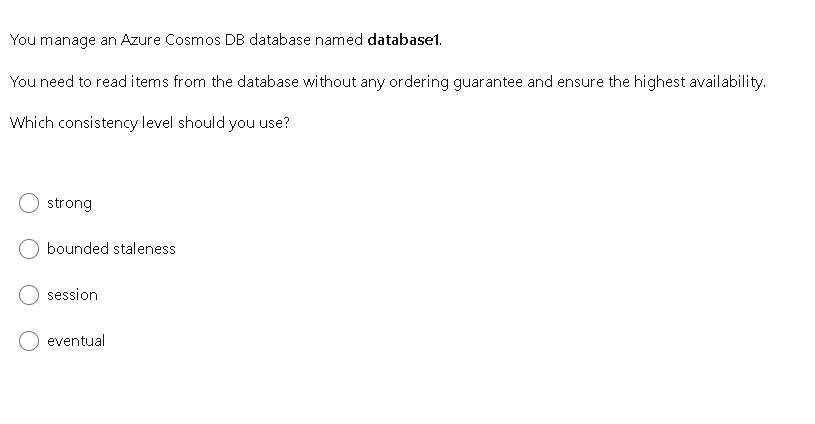 You manage an Azure Cosmos DB database named database1.
You need to read items from the database without any ordering guarantee and ensure the highest availability.
Which consistency level should you use?
strong
bounded staleness
session
eventual